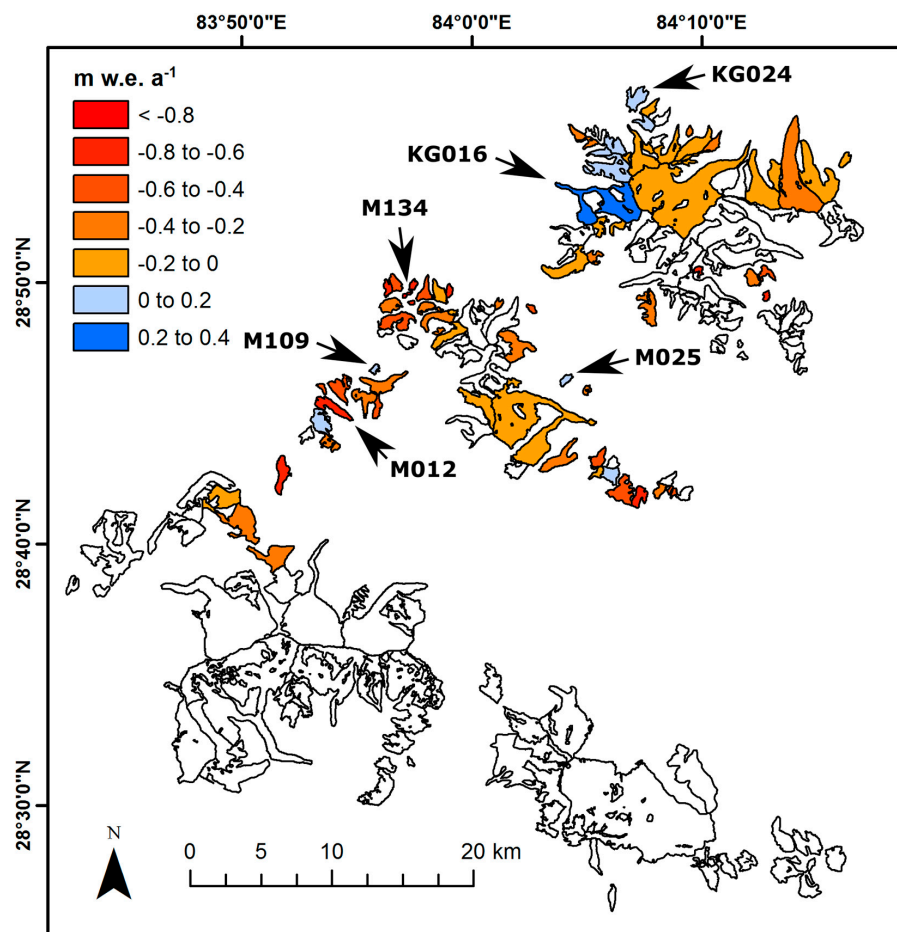 83°50'0"E 84°00'0"E 84°10'0"E
m w.e. a⁻¹
< -0.8
-0.8 to -0.6
-0.6 to -0.4
-0.4 to -0.2
-0.2 to 0
0 to 0.2
0.2 to 0.4
KG024
KG016
M134
M109
M025
M012
28°50'0"N
28°40'0"N
28°30'0"N
N
0 5 10 20 km